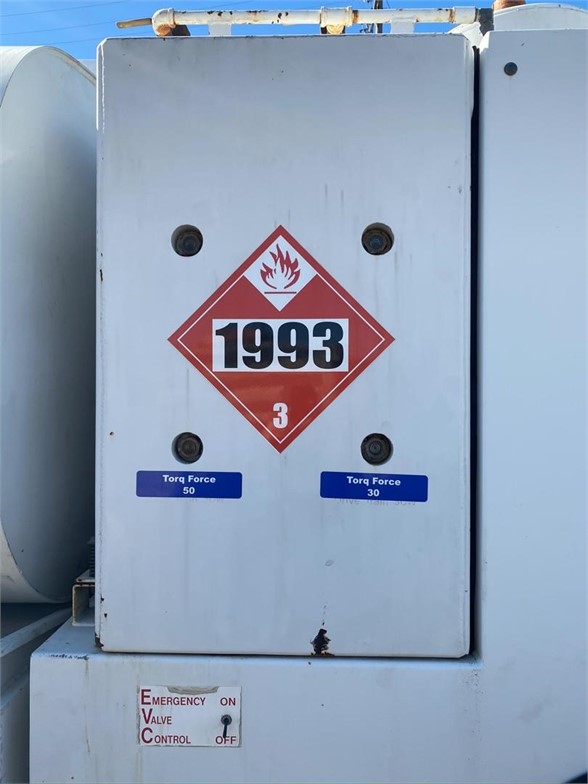 1993
3
Torq Force
50
Torq Force
30
EMERGENCY ON
VALVE
CONTROL OFF